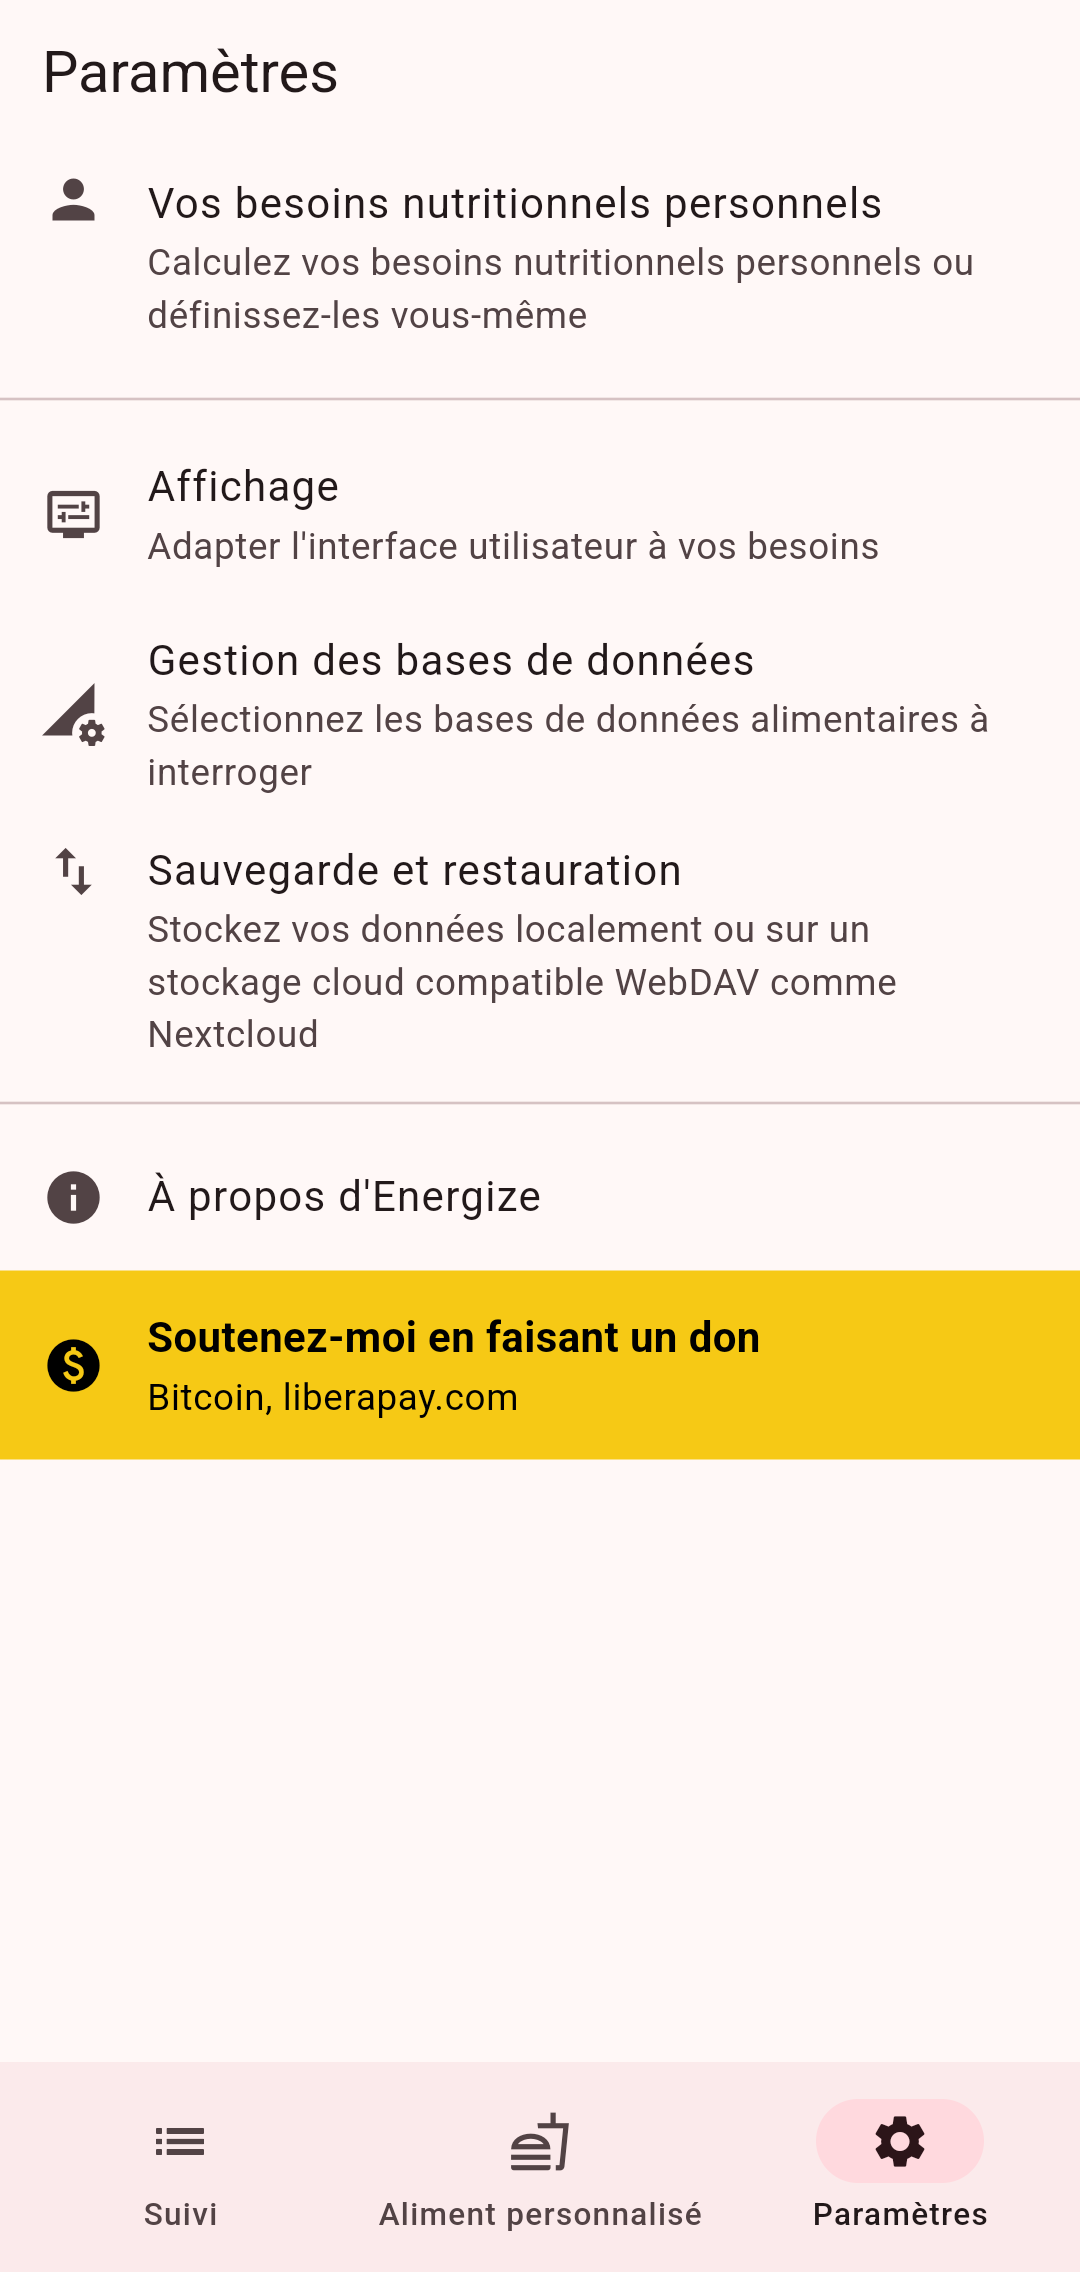 Paramètres
Vos besoins nutritionnels personnels
Calculez vos besoins nutritionnels personnels ou
définissez-les vous-même
Affichage
Adapter l'interface utilisateur à vos besoins
Gestion des bases de données
Sélectionnez les bases de données alimentaires à
interroger
Sauvegarde et restauration
Stockez vos données localement ou sur un
stockage cloud compatible WebDAV comme
Nextcloud
À propos d'Energize
Soutenez-moi en faisant un don
Bitcoin, liberapay.com
Suivi
Aliment personnalisé
Paramètres